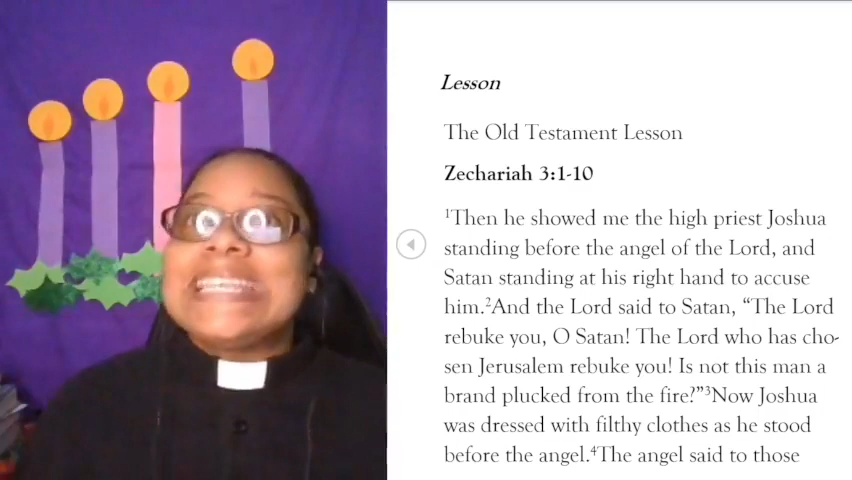 Lesson
The Old Testament Lesson
Zechariah 3:1-10
¹Then he showed me the high priest Joshua
standing before the angel of the Lord, and
Satan standing at his right hand to accuse
him.²And the Lord said to Satan, “The Lord
rebuke you, O Satan! The Lord who has cho-
sen Jerusalem rebuke you! Is not this man a
brand plucked from the fire?”³Now Joshua
was dressed with filthy clothes as he stood
before the angel.⁴The angel said to those